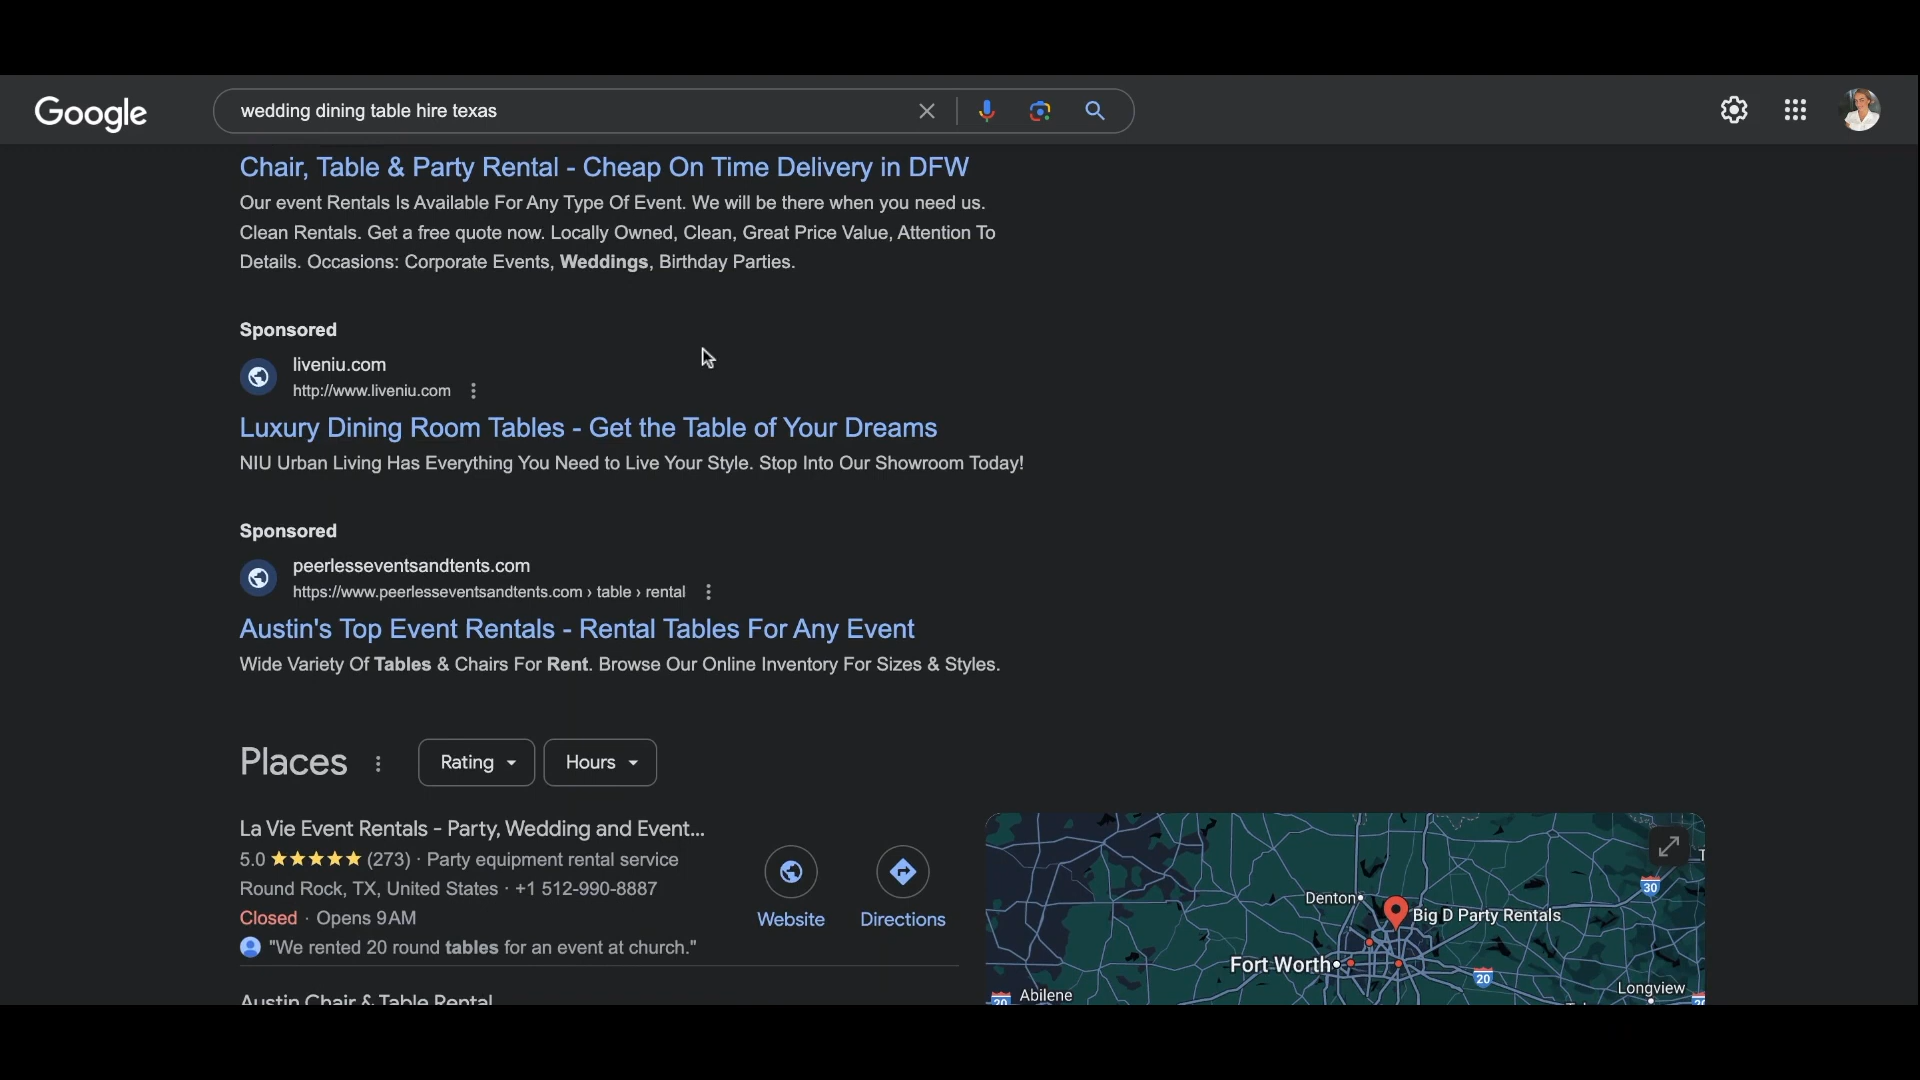 Google
wedding dining table hire texas
Chair, Table & Party Rental - Cheap On Time Delivery in DFW
Our event Rentals Is Available For Any Type Of Event. We will be there when you need us.
Clean Rentals. Get a free quote now. Locally Owned, Clean, Great Price Value, Attention To
Details. Occasions: Corporate Events, Weddings, Birthday Parties.
Sponsored
liveniu.com
http://www.liveniu.com
Luxury Dining Room Tables - Get the Table of Your Dreams
NIU Urban Living Has Everything You Need to Live Your Style. Stop Into Our Showroom Today!
Sponsored
peerlesseventsandtents.com
https://www.peerlesseventsandtents.com › table › rental
Austin's Top Event Rentals - Rental Tables For Any Event
Wide Variety Of Tables & Chairs For Rent. Browse Our Online Inventory For Sizes & Styles.
Places
Rating
Hours
La Vie Event Rentals - Party, Wedding and Event...
5.0 ★★★★★ (273) · Party equipment rental service
Round Rock, TX, United States · +1 512-990-8887
Closed · Opens 9 AM
"We rented 20 round tables for an event at church."
Website
Directions
Austin Chair & Table Rental
30
Denton
Big D Party Rentals
Fort Worth
20
Longview
20
Abilene